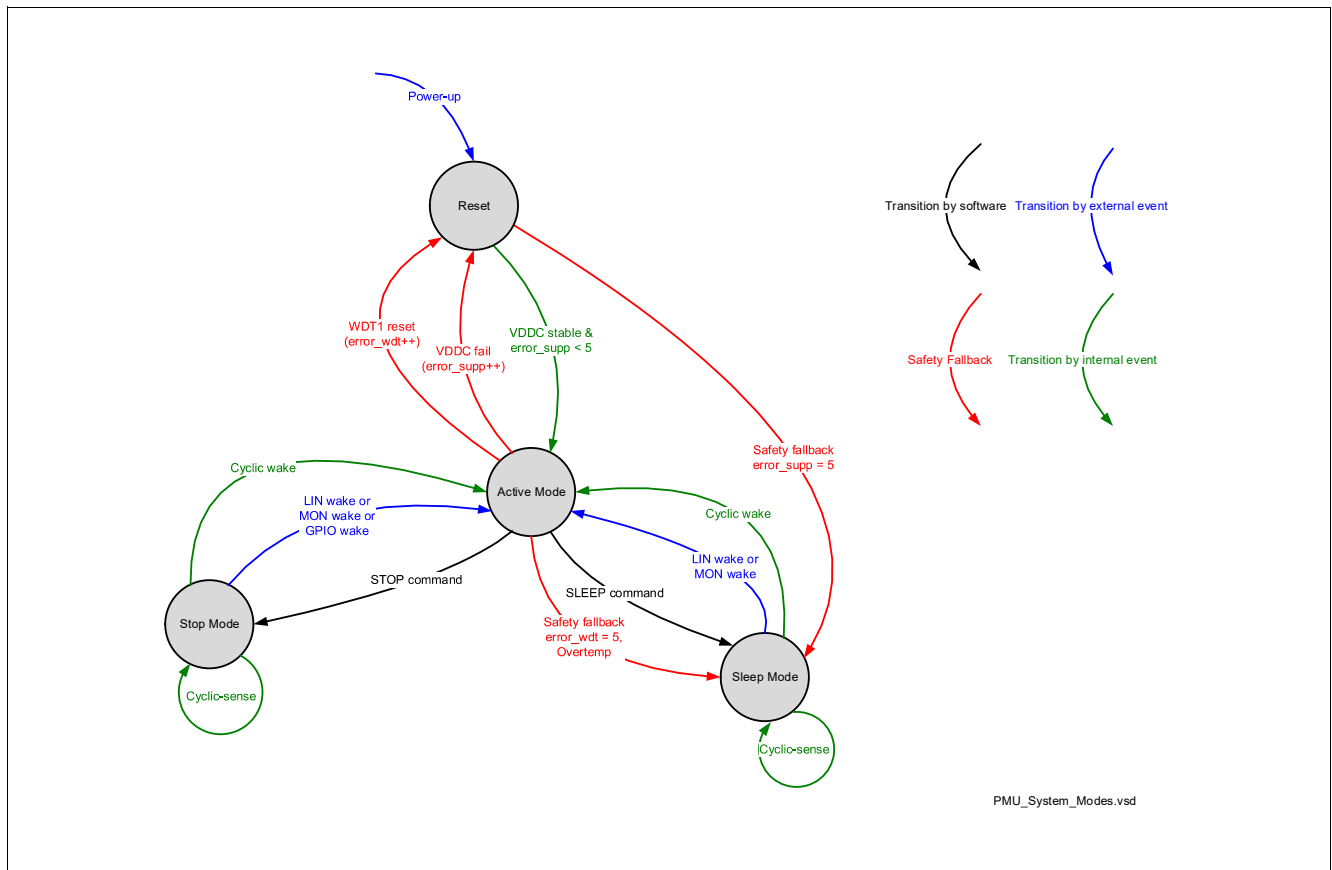 Power-up
Reset
Transition by software
Transition by external event
WDT1 reset
(error_wdt++)
VDDC fail
(error_supp++)
VDDC stable &
error_supp < 5
Safety Fallback
Transition by internal event
Safety fallback
error_supp = 5
Cyclic wake
LIN wake or
MON wake or
GPIO wake
Active Mode
Cyclic wake
LIN wake or
MON wake
STOP command
SLEEP command
Safety fallback
error_wdt = 5,
Overtemp
Stop Mode
Sleep Mode
Cyclic-sense
Cyclic-sense
PMU_System_Modes.vsd